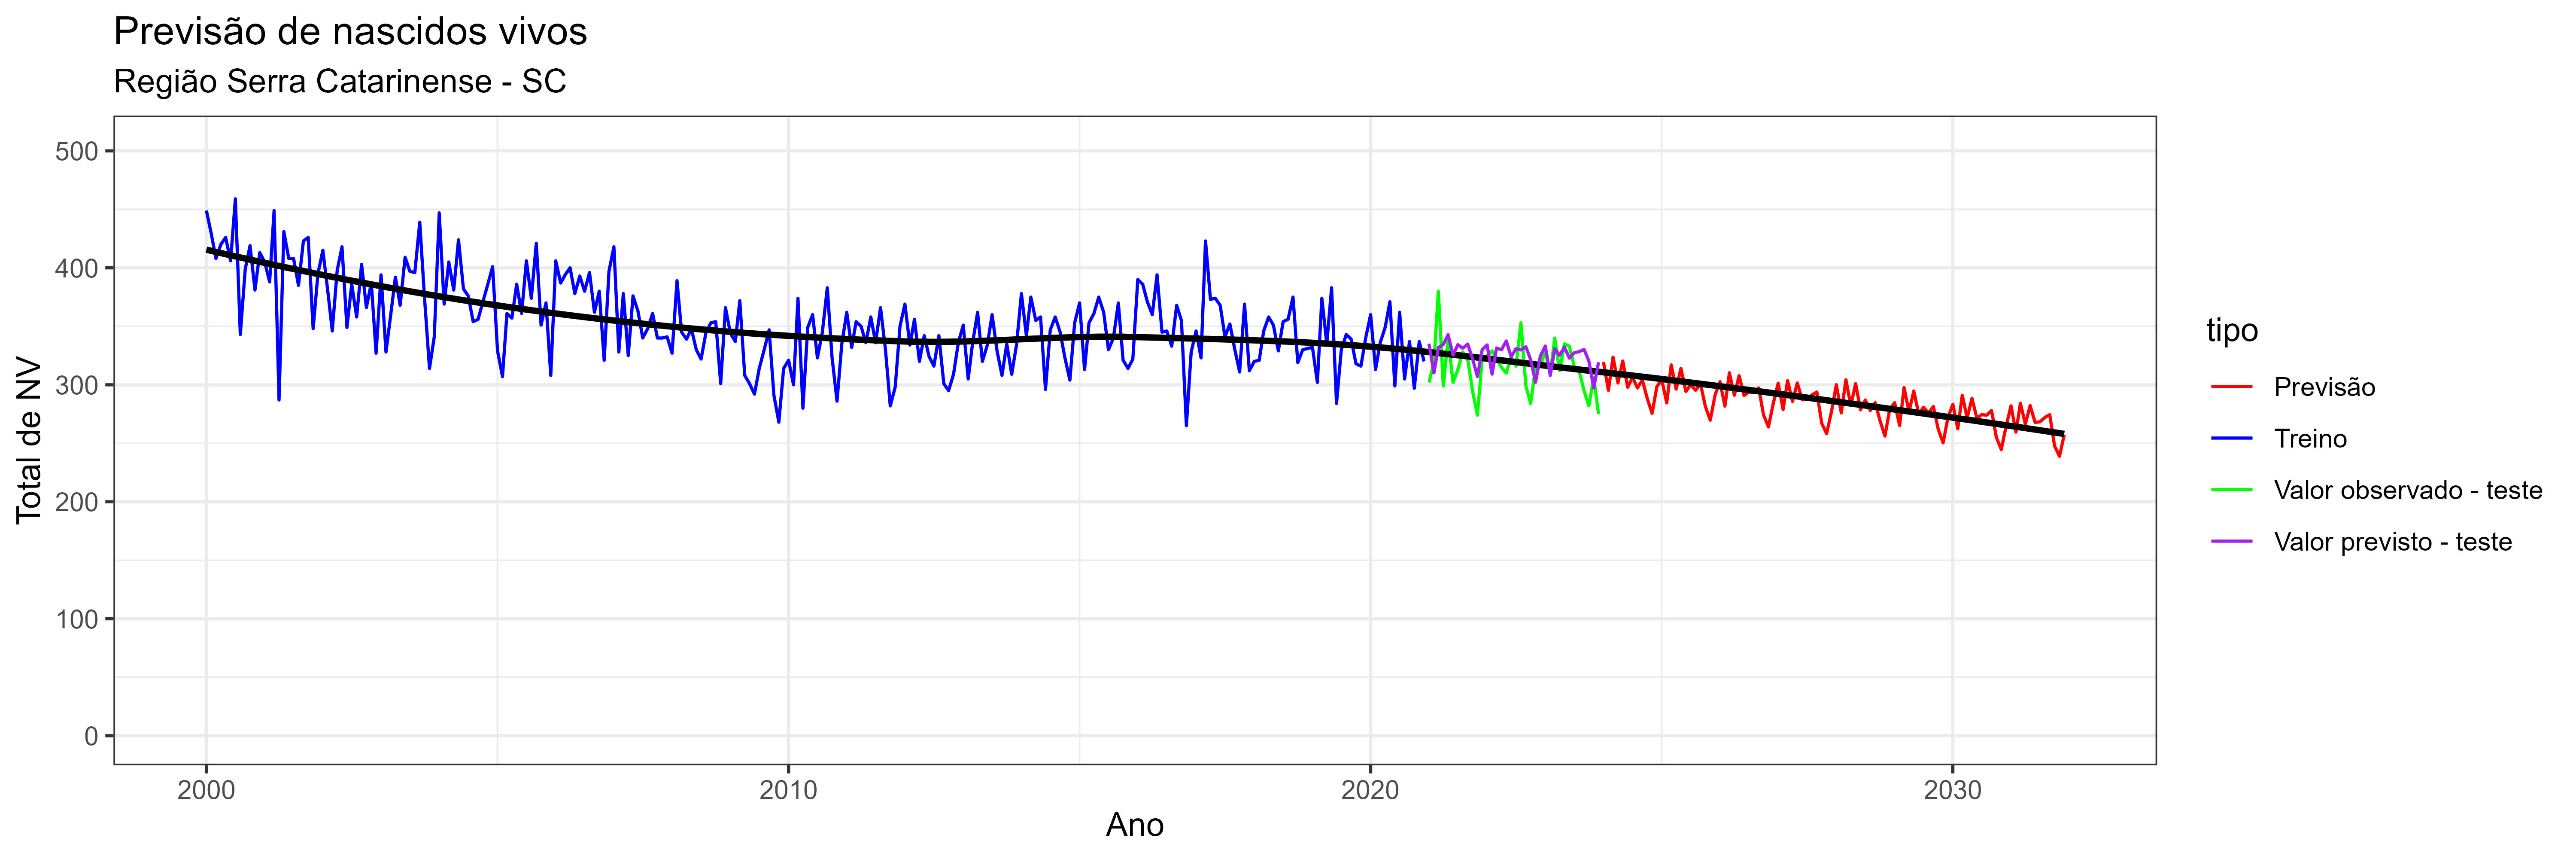 Previsão de nascidos vivos
Região Serra Catarinense - SC
Total de NV
500
400
300
200
100
0
2000
2010
2020
2030
Ano
tipo
Previsão
Treino
Valor observado - teste
Valor previsto - teste